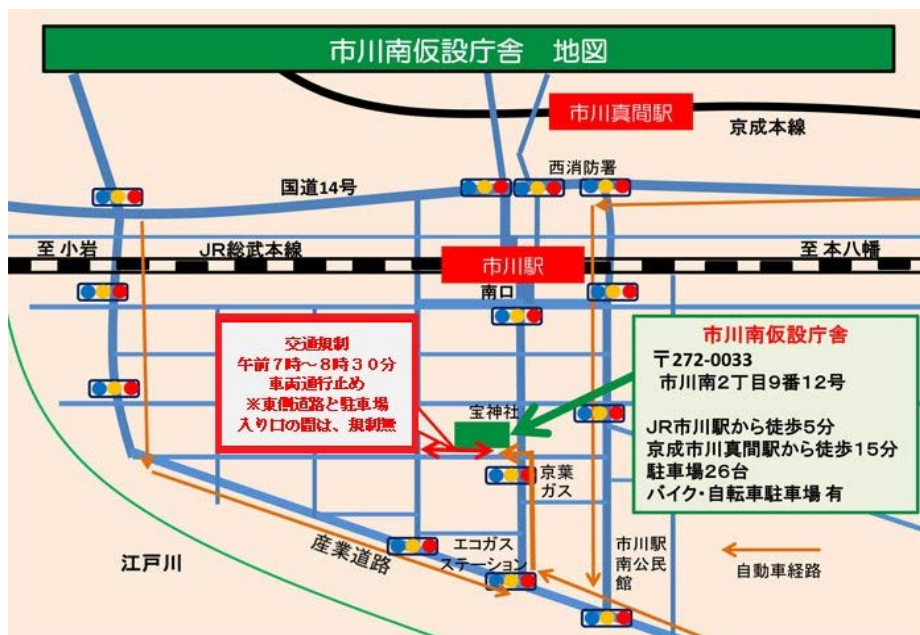 市川南仮設庁舎　地図
市川真間駅
京成本線
西消防署
国道14号
至 小岩
JR総武本線
市川駅
至 本八幡
南口
交通規制
午前７時～８時３０分
車両通行止め
※東側道路と駐車場
入り口の間は、規制無
市川南仮設庁舎
〒272-0033
市川南2丁目9番12号
JR市川駅から徒歩5分
京成市川真間駅から徒歩15分
駐車場26台
バイク・自転車駐車場 有
宝神社
京葉
ガス
江戸川
産業道路
エコガス
ステーション
市川駅
南公民
館
自動車経路